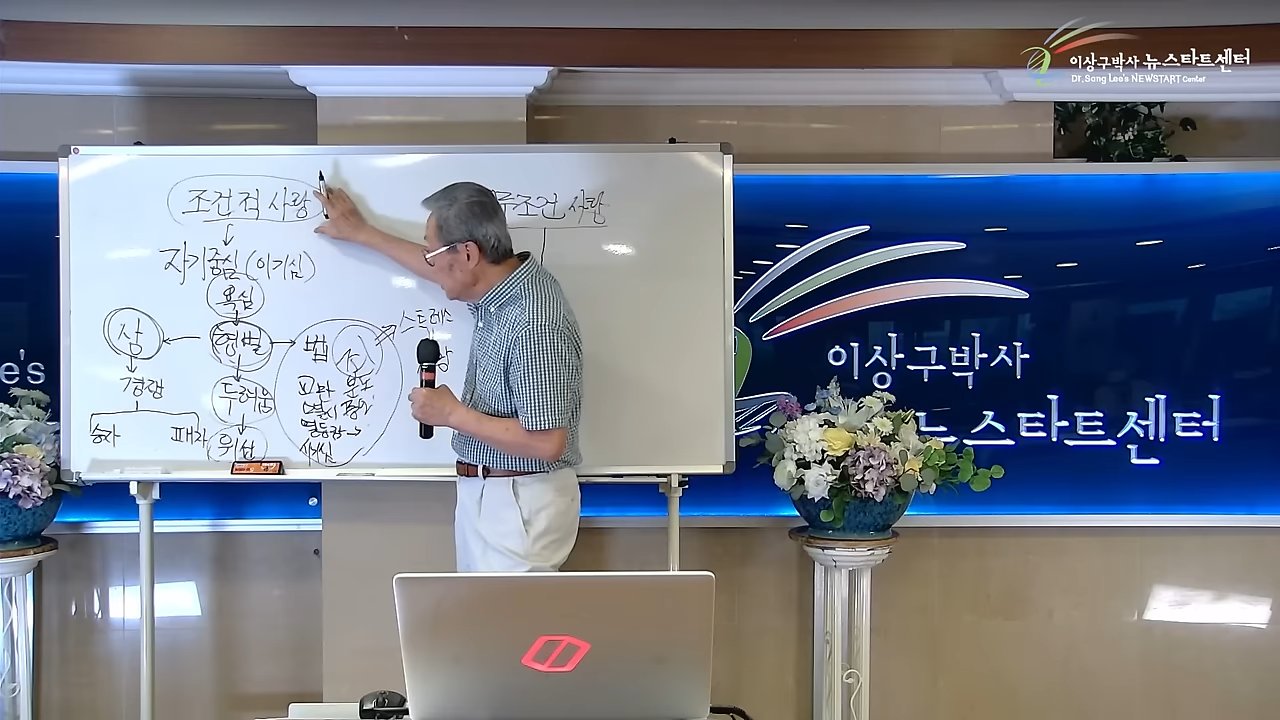 이상구박사 뉴스타트센터
Dr.Sang Lee's NEWSTART Center
조건적 사랑
조건 사랑
자기중심 (이기심)
욕심
상
형벌
법
스트레스
경쟁
두려움
교만
승자
패자
위선
e's
이상구박사
뉴스타트센터